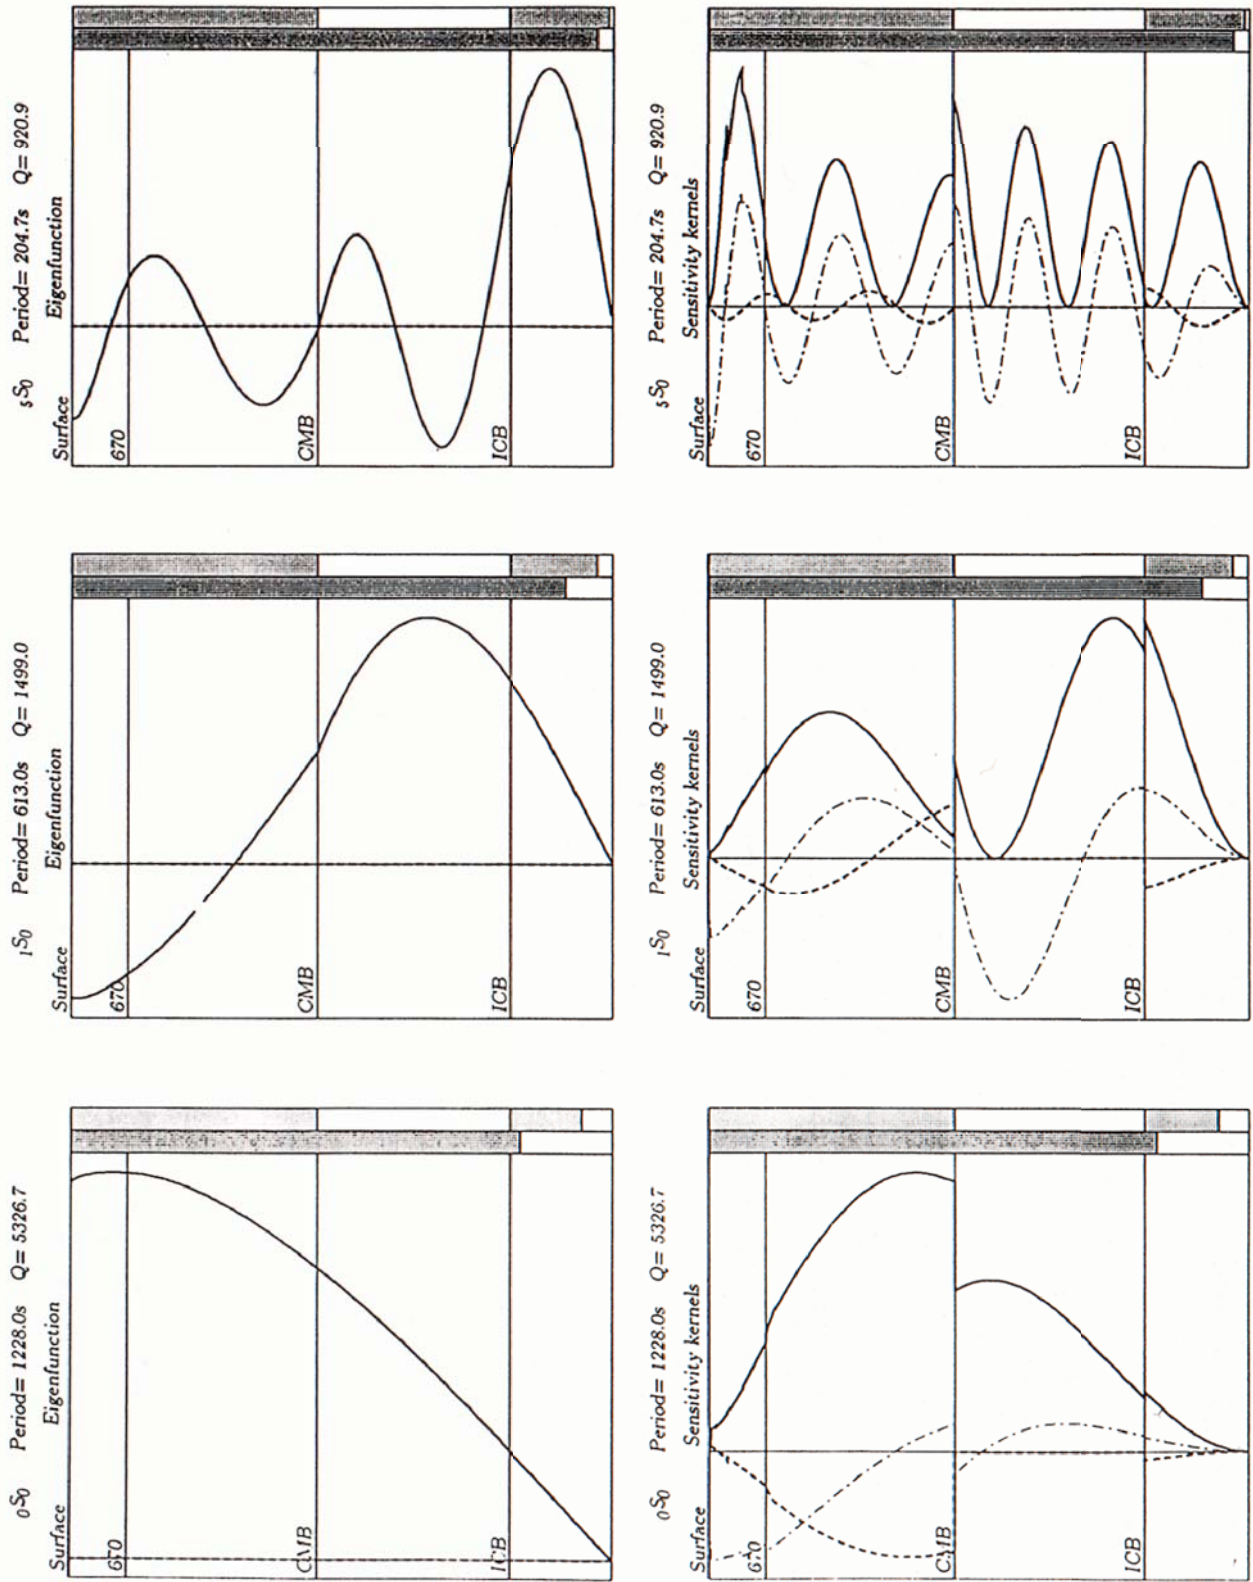 ₀S₀ Period= 1228.0s Q= 5326.7
Eigenfunction
Surface
670
CMB
ICB
₁S₀ Period= 613.0s Q= 1499.0
Eigenfunction
Surface
670
CMB
ICB
₅S₀ Period= 204.7s Q= 920.9
Eigenfunction
Surface
670
CMB
ICB
₀S₀ Period= 1228.0s Q= 5326.7
Sensitivity kernels
Surface
670
CMB
ICB
₁S₀ Period= 613.0s Q= 1499.0
Sensitivity kernels
Surface
670
CMB
ICB
₅S₀ Period= 204.7s Q= 920.9
Sensitivity kernels
Surface
670
CMB
ICB